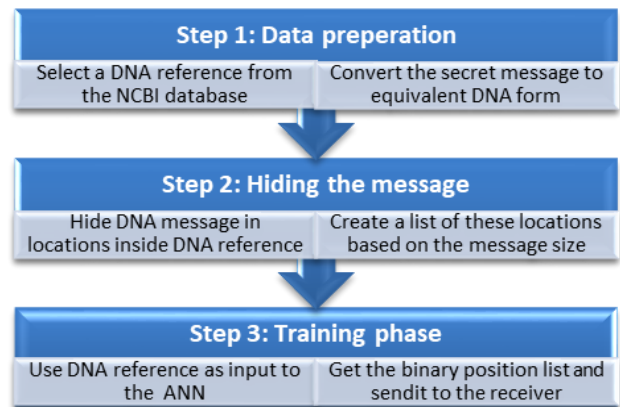 Step 1: Data preperation
Select a DNA reference from
the NCBI database
Convert the secret message to
equivalent DNA form
Step 2: Hiding the message
Hide DNA message in
locations inside DNA reference
Create a list of these locations
based on the message size
Step 3: Training phase
Use DNA reference as input to
the ANN
Get the binary position list and
sendit to the receiver